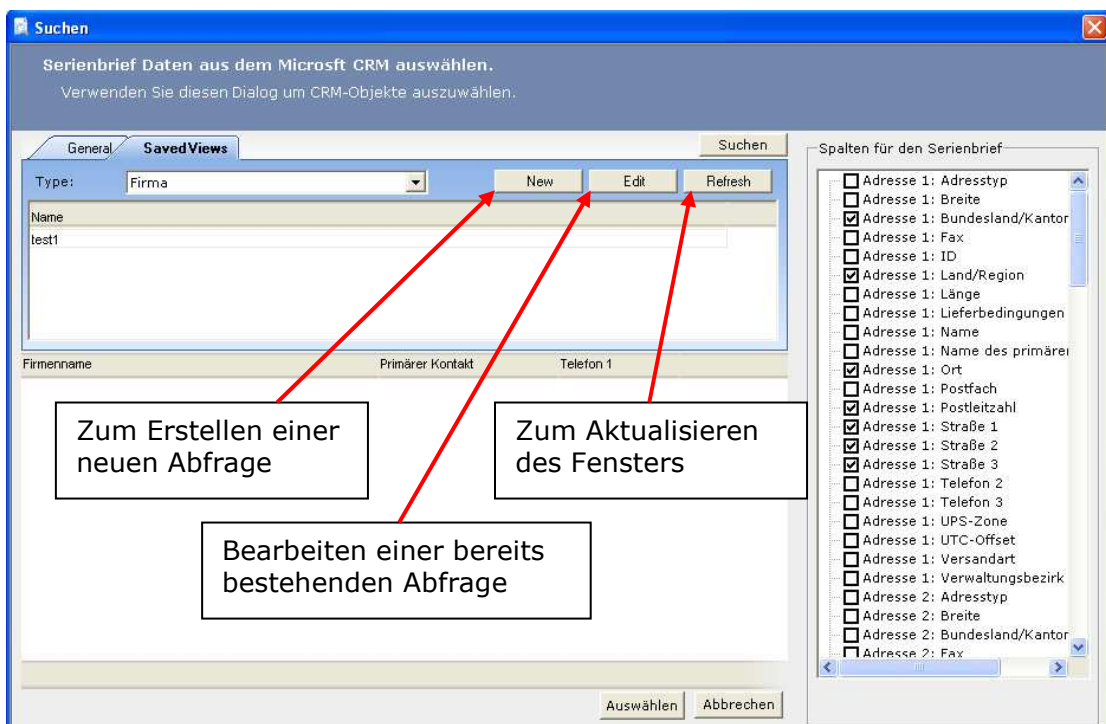 Suchen
Serienbrief Daten aus dem Microsft CRM auswählen.
Verwenden Sie diesen Dialog um CRM-Objekte auszuwählen.
General SavedViews Suchen
Type: Firma New Edit Refresh
Name
test1
Firmenname Primärer Kontakt Telefon 1
Zum Erstellen einer
neuen Abfrage
Zum Aktualisieren
des Fensters
Bearbeiten einer bereits
bestehenden Abfrage
Auswählen Abbrechen
Spalten für den Serienbrief
Adresse 1: Adresstyp
Adresse 1: Breite
Adresse 1: Bundesland/Kantor
Adresse 1: Fax
Adresse 1: ID
Adresse 1: Land/Region
Adresse 1: Länge
Adresse 1: Lieferbedingungen
Adresse 1: Name
Adresse 1: Name des primärer
Adresse 1: Ort
Adresse 1: Postfach
Adresse 1: Postleitzahl
Adresse 1: Straße 1
Adresse 1: Straße 2
Adresse 1: Straße 3
Adresse 1: Telefon 2
Adresse 1: Telefon 3
Adresse 1: UPS-Zone
Adresse 1: UTC-Offset
Adresse 1: Versandart
Adresse 1: Verwaltungsbezirk
Adresse 2: Adresstyp
Adresse 2: Breite
Adresse 2: Bundesland/Kantor
Adresse 2: Fax